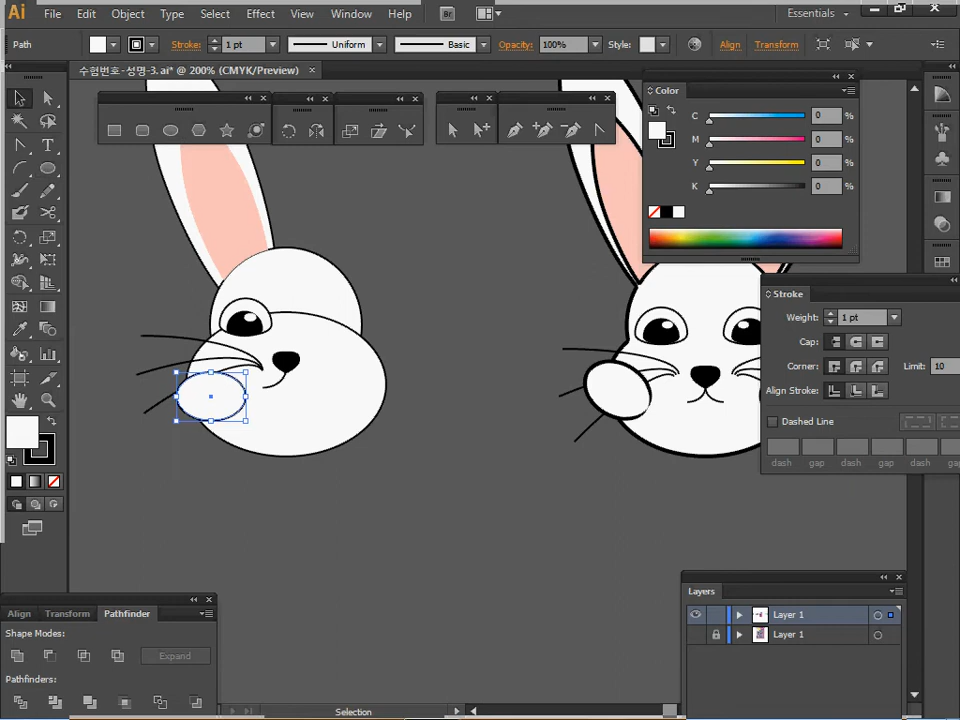 Ai File Edit Object Type Select Effect View Window Help Br Essentials
Path Stroke: 1 pt Uniform Basic Opacity: 100% Style: Align Transform
수험번호-성명-3.ai* @ 200% (CMYK/Preview)
Color
C 0 %
M 0 %
Y 0 %
K 0 %
Stroke
Weight: 1 pt
Cap:
Corner: Limit: 10
Align Stroke:
Dashed Line
dash gap dash gap dash gap
Layers
Layer 1
Layer 1
Align Transform Pathfinder
Shape Modes:
Expand
Pathfinders:
Selection